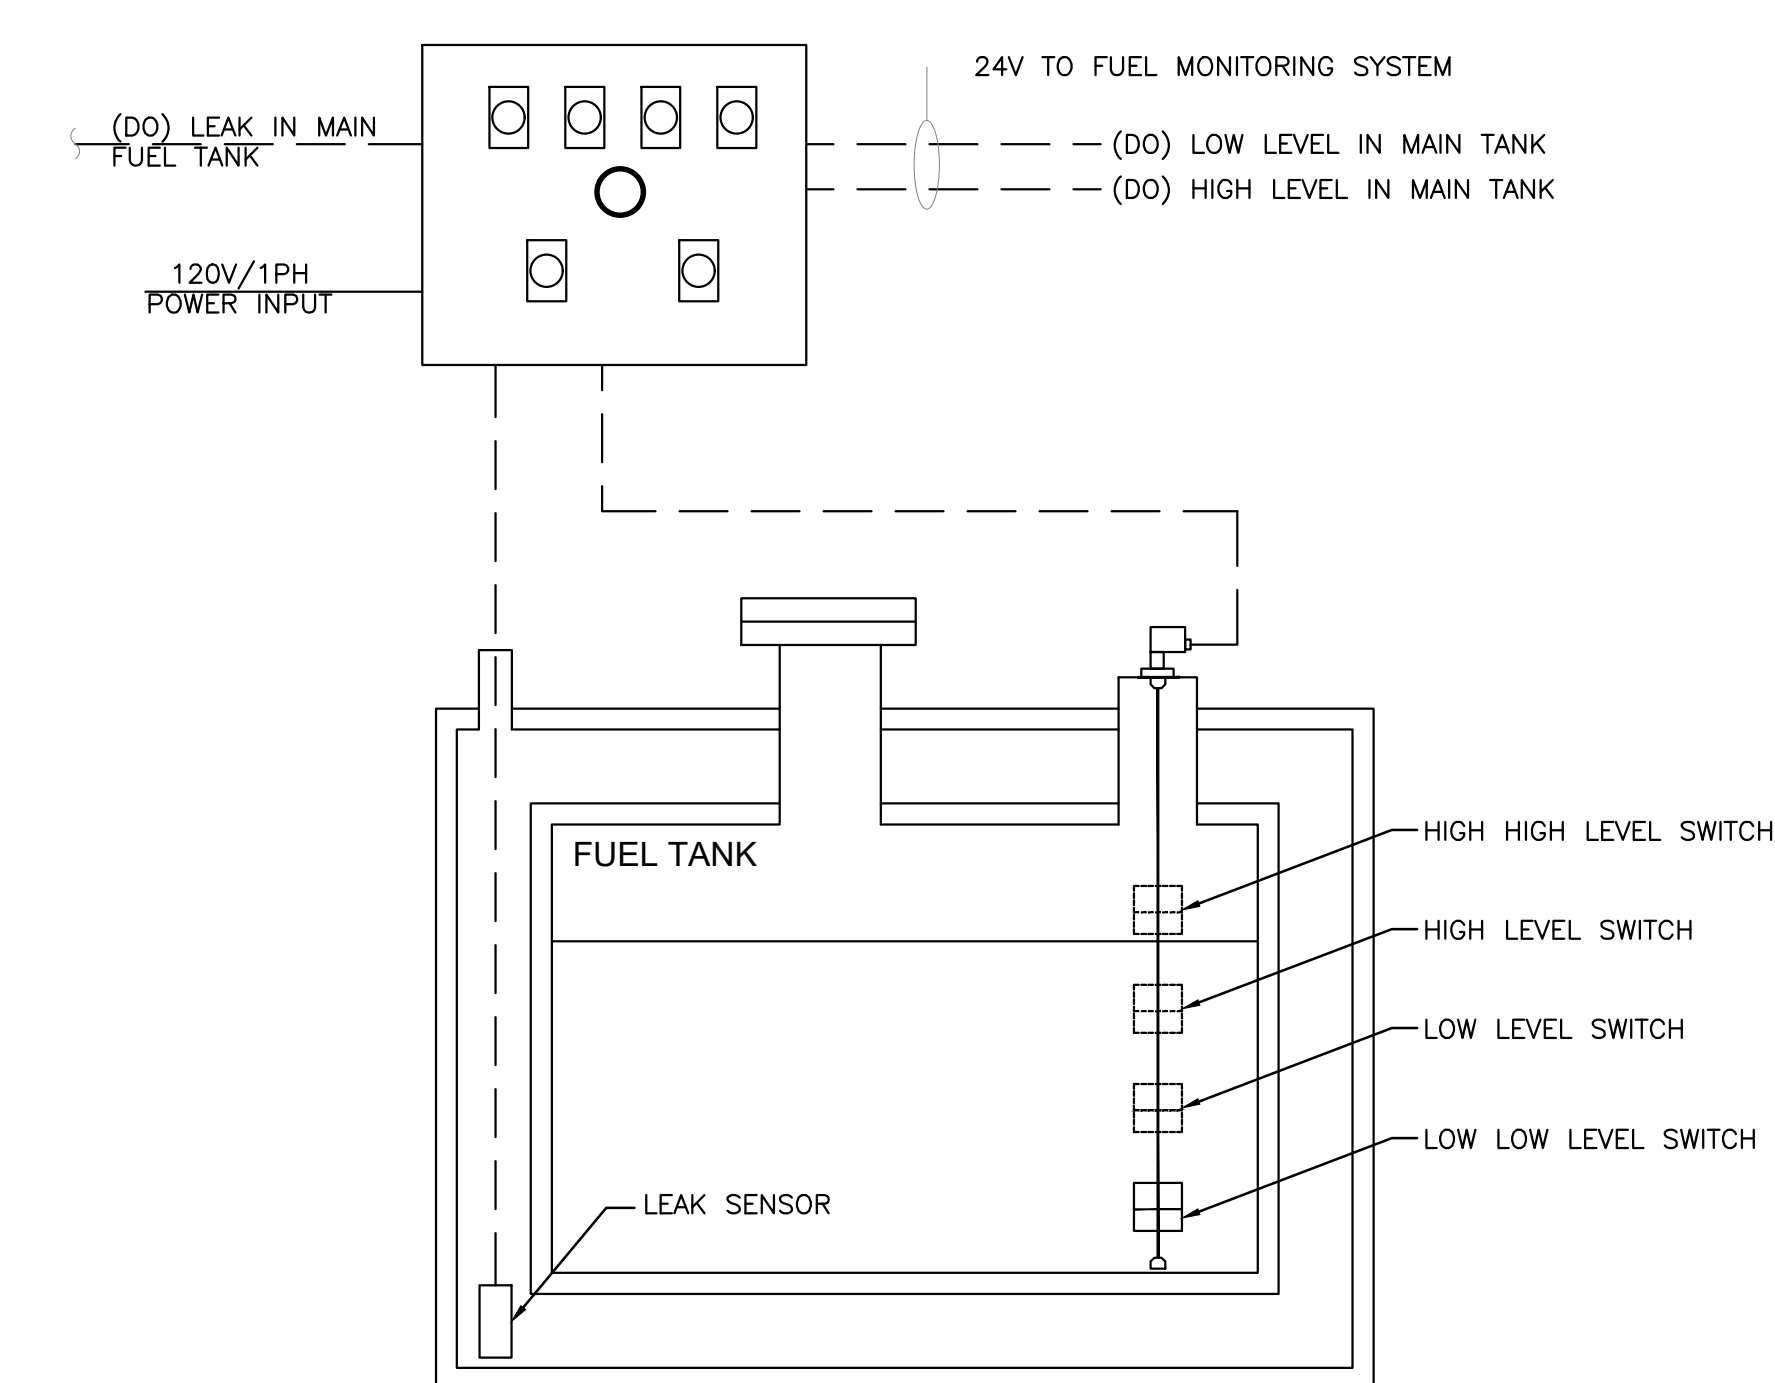 24V TO FUEL MONITORING SYSTEM
(DO) LEAK IN MAIN
FUEL TANK
(DO) LOW LEVEL IN MAIN TANK
(DO) HIGH LEVEL IN MAIN TANK
120V/1PH
POWER INPUT
FUEL TANK
HIGH HIGH LEVEL SWITCH
HIGH LEVEL SWITCH
LOW LEVEL SWITCH
LOW LOW LEVEL SWITCH
LEAK SENSOR